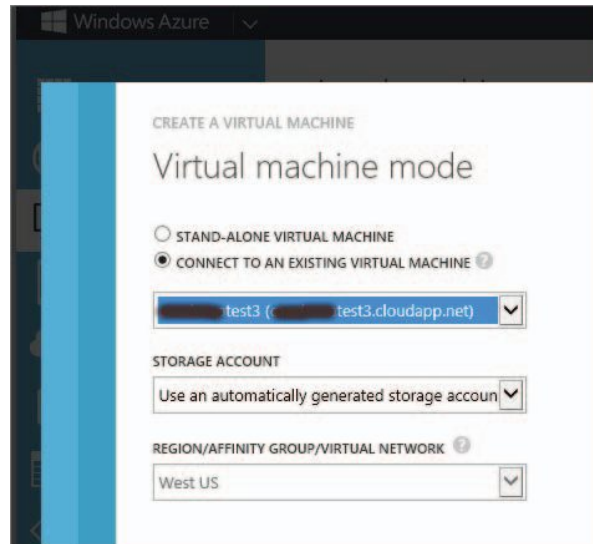 Windows Azure
CREATE A VIRTUAL MACHINE
Virtual machine mode
STAND-ALONE VIRTUAL MACHINE
CONNECT TO AN EXISTING VIRTUAL MACHINE ?
test3 ( test3.cloudapp.net)
STORAGE ACCOUNT
Use an automatically generated storage accoun
REGION/AFFINITY GROUP/VIRTUAL NETWORK ?
West US